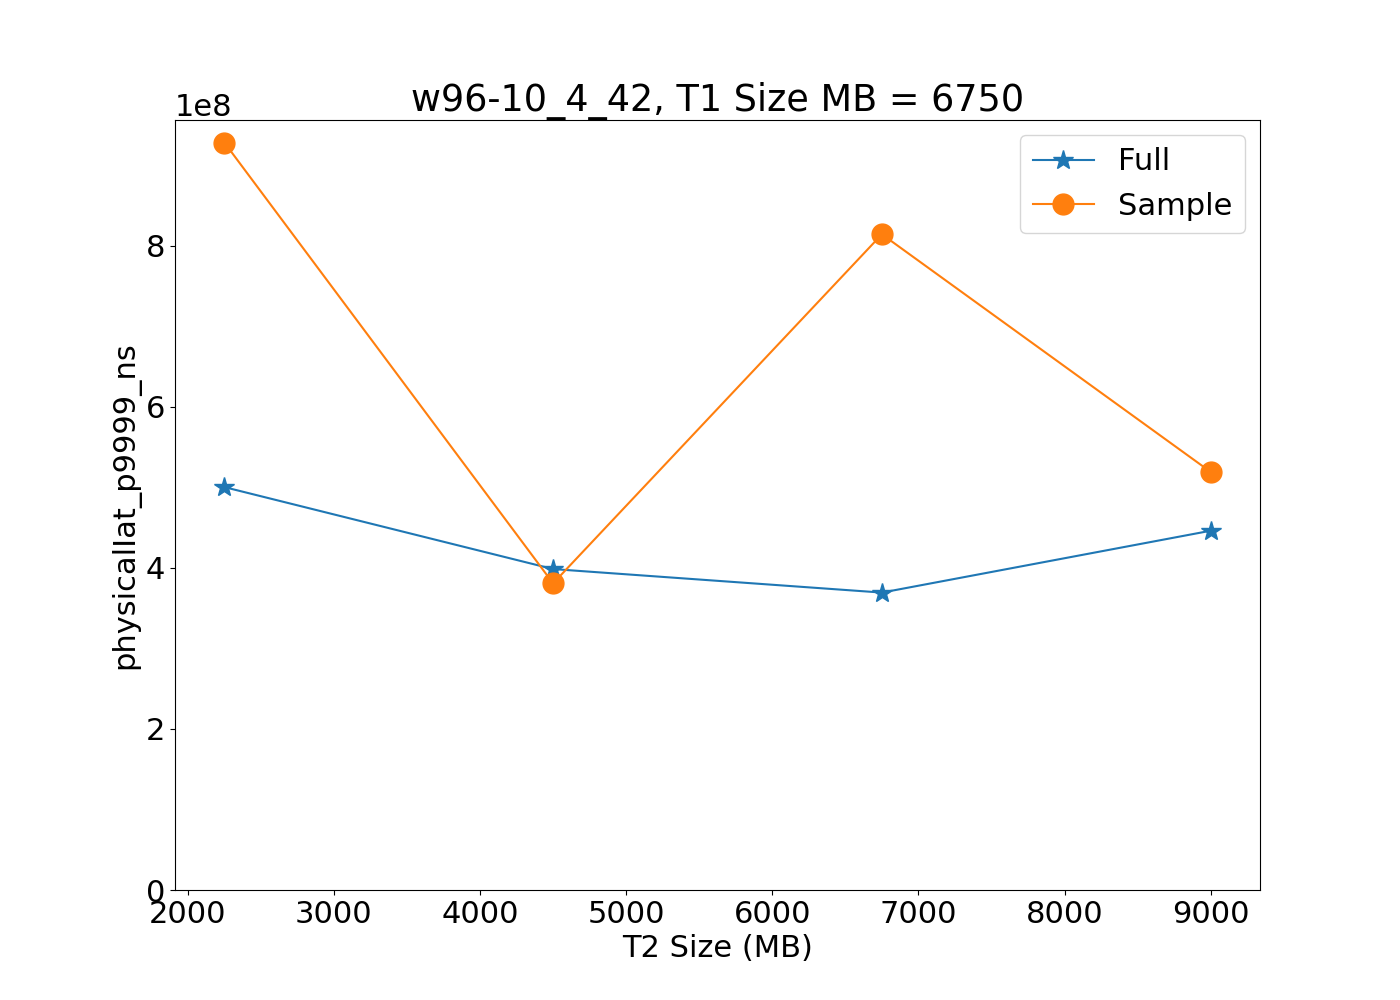 w96-10_4_42, T1 Size MB = 6750
1e8
Full
Sample
8
6
4
2
0
physicallat_p9999_ns
2000 3000 4000 5000 6000 7000 8000 9000
T2 Size (MB)